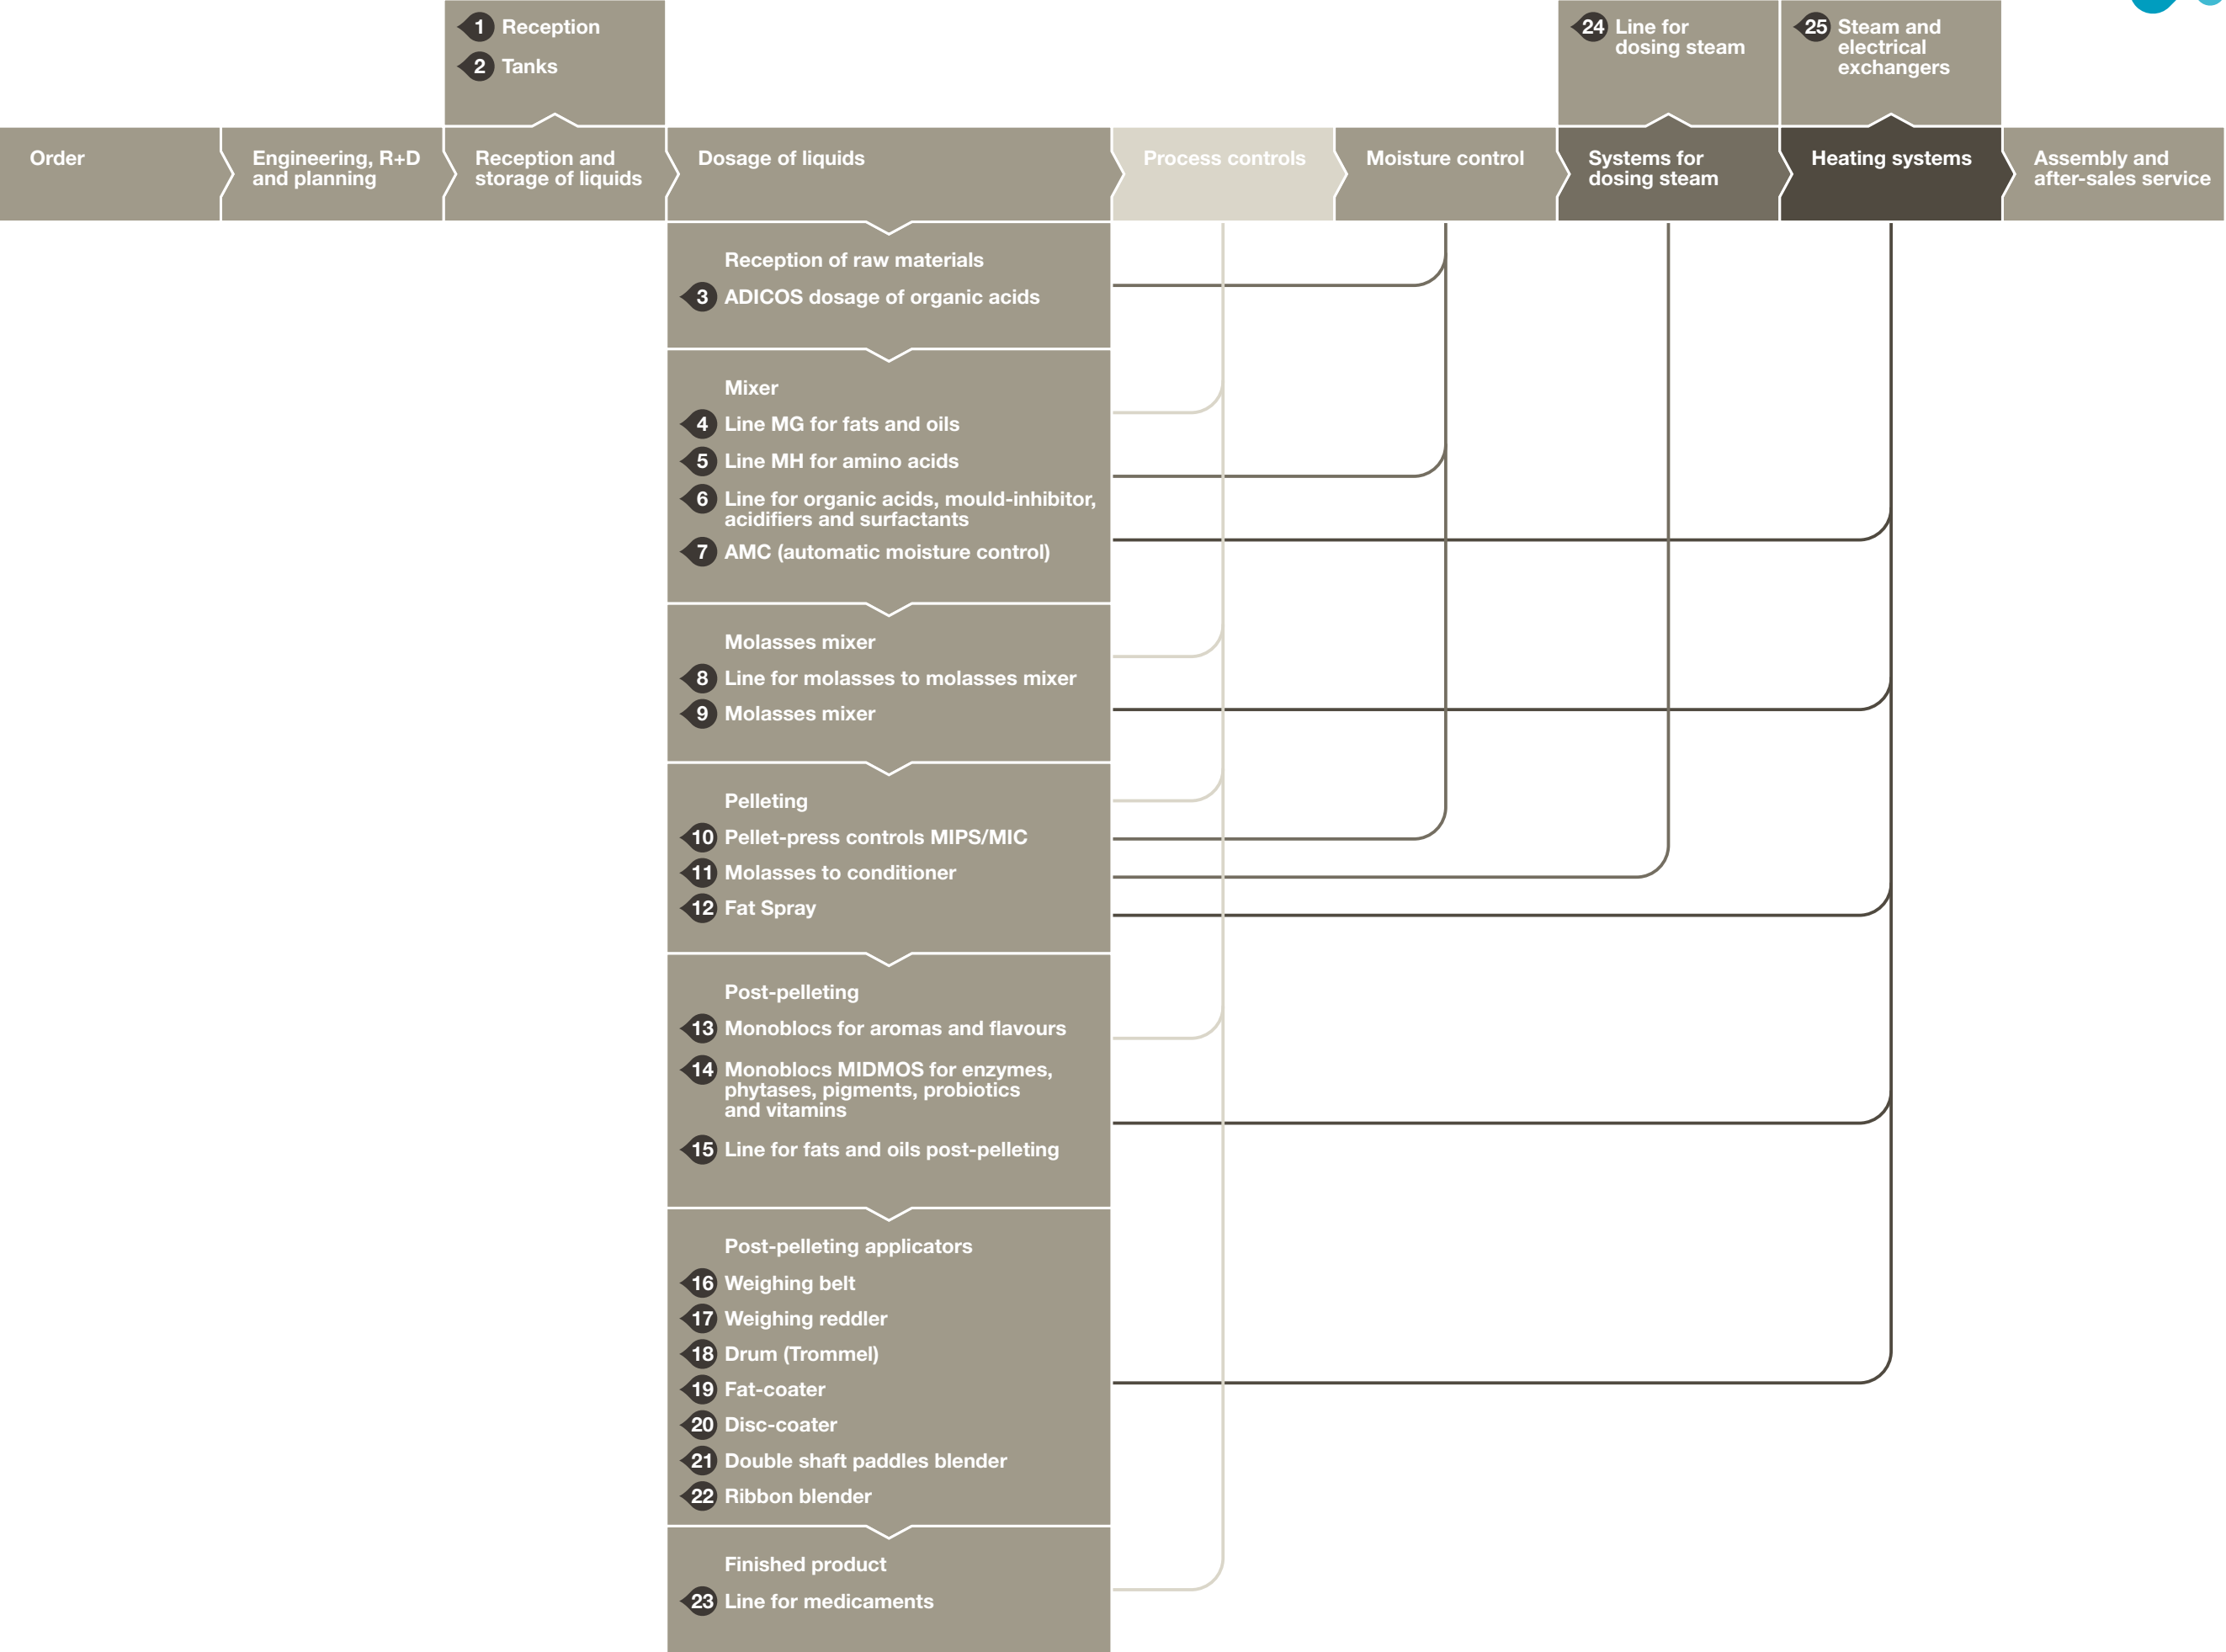 1 Reception
2 Tanks
24 Line for
dosing steam
25 Steam and
electrical
exchangers
Order
Engineering, R+D
and planning
Reception and
storage of liquids
Dosage of liquids
Process controls
Moisture control
Systems for
dosing steam
Heating systems
Assembly and
after-sales service
Reception of raw materials
3 ADICOS dosage of organic acids
Mixer
4 Line MG for fats and oils
5 Line MH for amino acids
6 Line for organic acids, mould-inhibitor,
acidifiers and surfactants
7 AMC (automatic moisture control)
Molasses mixer
8 Line for molasses to molasses mixer
9 Molasses mixer
Pelleting
10 Pellet-press controls MIPS/MIC
11 Molasses to conditioner
12 Fat Spray
Post-pelleting
13 Monoblocs for aromas and flavours
14 Monoblocs MIDMOS for enzymes,
phytases, pigments, probiotics
and vitamins
15 Line for fats and oils post-pelleting
Post-pelleting applicators
16 Weighing belt
17 Weighing reddler
18 Drum (Trommel)
19 Fat-coater
20 Disc-coater
21 Double shaft paddles blender
22 Ribbon blender
Finished product
23 Line for medicaments